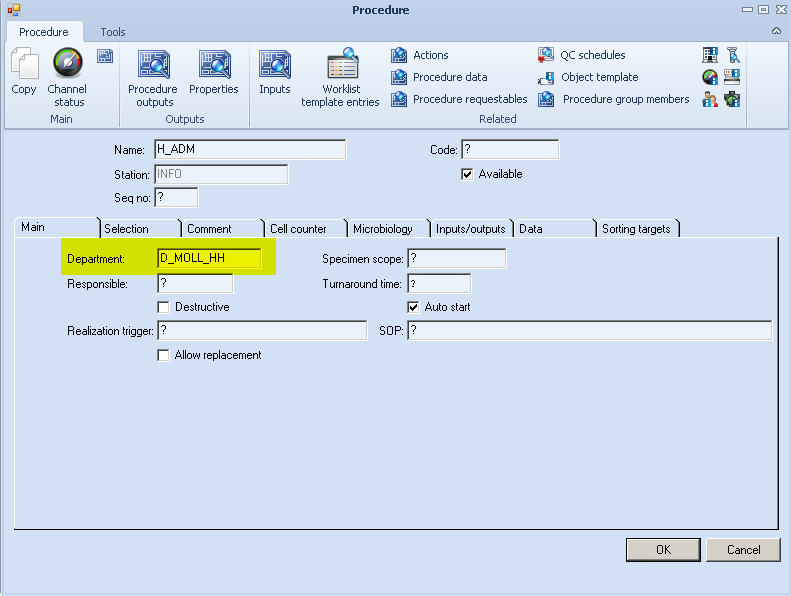 Procedure
Procedure Tools
Copy
Channel status
Main
Procedure outputs
Properties
Outputs
Inputs
Worklist template entries
Actions
Procedure data
Procedure requestables
QC schedules
Object template
Procedure group members
Related
Name: H_ADM Code: ?
Station: INFO Available
Seq no: ?
Main Selection Comment Cell counter Microbiology Inputs/outputs Data Sorting targets
Department: D_MOLL_HH Specimen scope: ?
Responsible: ? Turnaround time: ?
Destructive Auto start
Realization trigger: ? SOP: ?
Allow replacement
OK Cancel